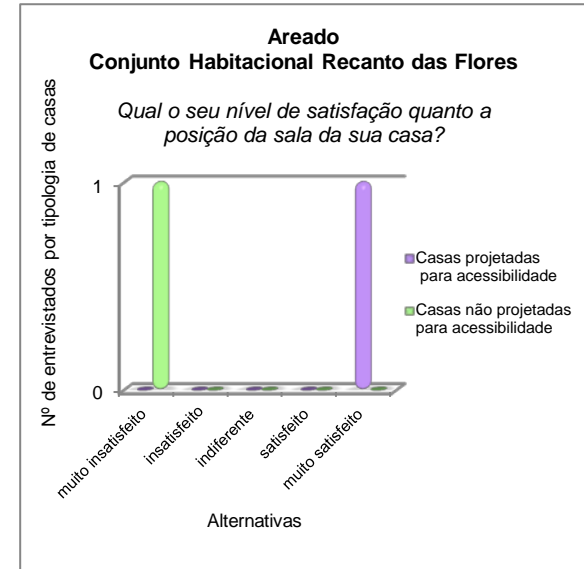 Areado
Conjunto Habitacional Recanto das Flores
Qual o seu nível de satisfação quanto a
posição da sala da sua casa?
Nº de entrevistados por tipologia de casas
1
0
muito insatisfeito
insatisfeito
indiferente
satisfeito
muito satisfeito
Alternativas
Casas projetadas
para acessibilidade
Casas não projetadas
para acessibilidade